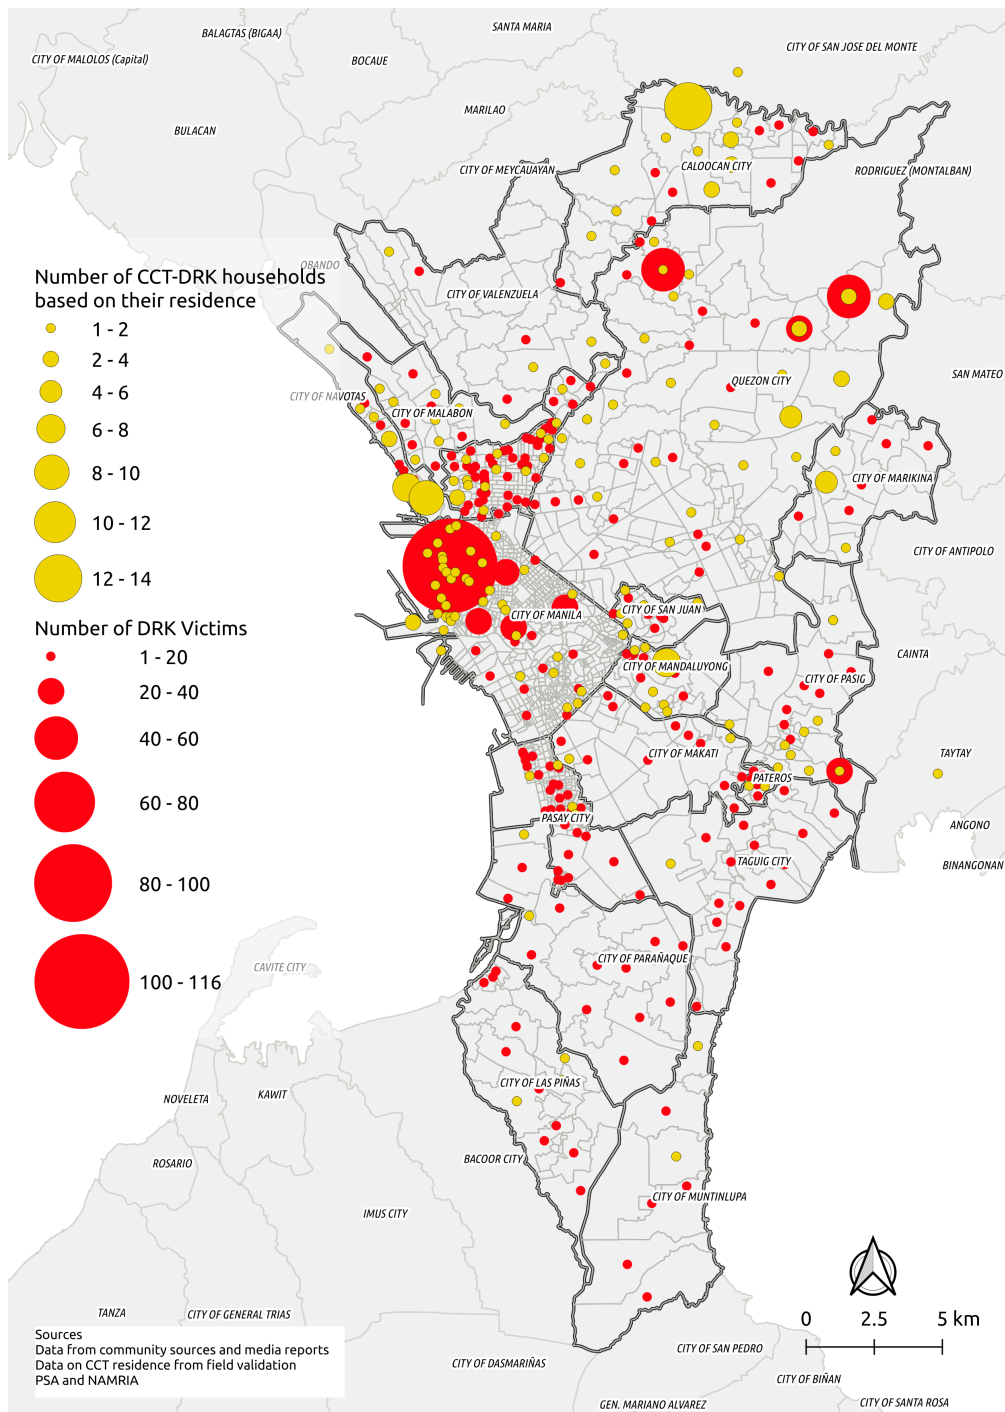 SANTA MARIA
BALAGTAS (BIGAA)
CITY OF SAN JOSE DEL MONTE
CITY OF MALOLOS (Capital)
BOCAUE
MARILAO
BULACAN
CALOOCAN CITY
CITY OF MEYCAUAYAN
RODRIGUEZ (MONTALBAN)
OBANDO
Number of CCT-DRK households
based on their residence
CITY OF VALENZUELA
1 - 2
2 - 4
4 - 6
6 - 8
8 - 10
10 - 12
12 - 14
SAN MATEO
QUEZON CITY
CITY OF NAVOTAS
CITY OF MALABON
CITY OF MARIKINA
CITY OF ANTIPOLO
CITY OF SAN JUAN
CITY OF MANILA
Number of DRK Victims
1 - 20
20 - 40
40 - 60
60 - 80
80 - 100
100 - 116
CAINTA
CITY OF MANDALUYONG
CITY OF PASIG
CITY OF MAKATI
TAYTAY
PATEROS
PASAY CITY
ANGONO
TAGUIG CITY
BINANGONAN
CITY OF PARAÑAQUE
CAVITE CITY
CITY OF LAS PIÑAS
NOVELETA
KAWIT
ROSARIO
BACOOR CITY
CITY OF MUNTINLUPA
IMUS CITY
TANZA
CITY OF GENERAL TRIAS
0 2.5 5 km
Sources
Data from community sources and media reports
Data on CCT residence from field validation
PSA and NAMRIA
CITY OF SAN PEDRO
CITY OF DASMARIÑAS
CITY OF BIÑAN
CITY OF SANTA ROSA
GEN. MARIANO ALVAREZ